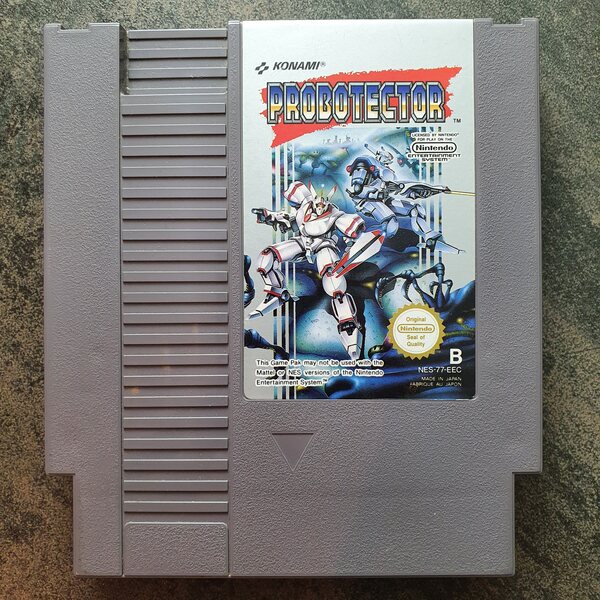 KONAMI®
PROBOTECTOR
™
LICENSED BY NINTENDO®
FOR PLAY ON THE
Nintendo
ENTERTAINMENT
SYSTEM™
Original
Nintendo
Seal of
Quality
B
This Game Pak may not be used with the
Mattel or NES versions of the Nintendo
Entertainment System™
NES-77-EEC
MADE IN JAPAN
FABRIQUE AU JAPON